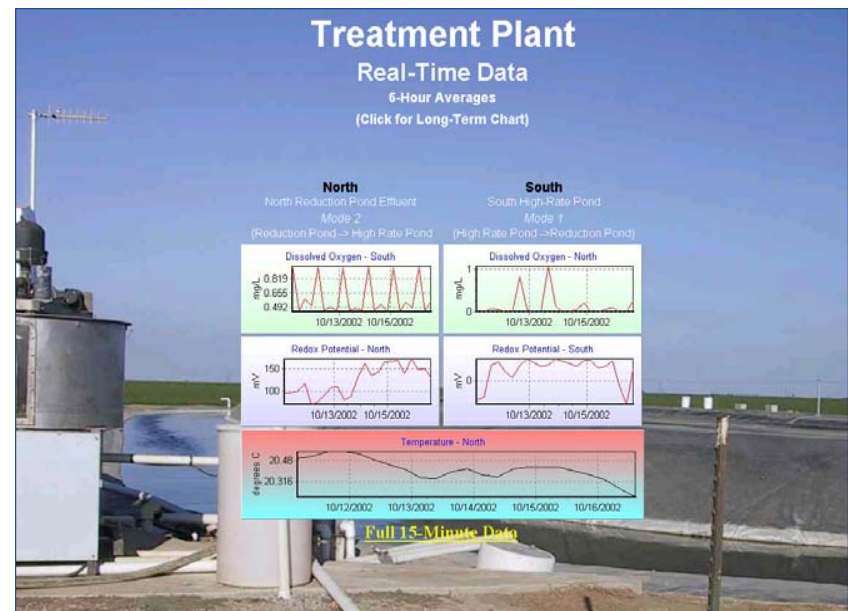 Treatment Plant
Real-Time Data
6-Hour Averages
(Click for Long-Term Chart)
North
North Reduction Pond Effluent
Mode 2
(Reduction Pond -> High Rate Pond
South
South High-Rate Pond
Mode 1
(High Rate Pond ->Reduction Pond)
Dissolved Oxygen - South
mg/L
0.819
0.655
0.492
10/13/2002 10/15/2002
Dissolved Oxygen - North
mg/L
1
0
10/13/2002 10/15/2002
Redox Potential - North
mV
150
100
10/13/2002 10/15/2002
Redox Potential - South
mV
0
10/13/2002 10/15/2002
Temperature - North
degrees C
20.48
20.316
10/12/2002 10/13/2002 10/14/2002 10/15/2002 10/16/2002
Full 15-Minute Data